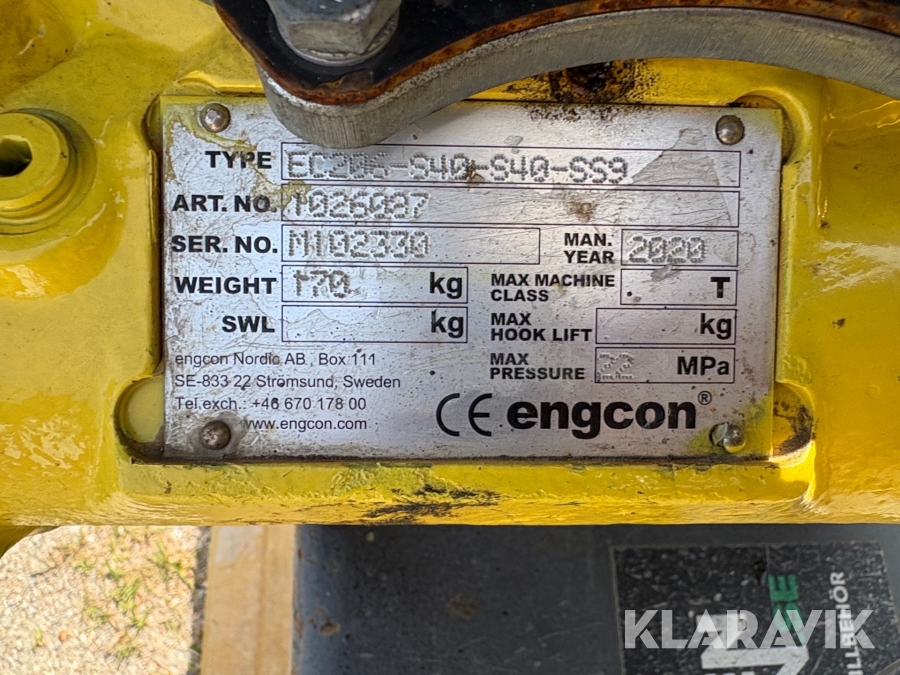 TYPE EC206-S40-S40-SS9
ART. NO. 1026097
SER. NO. M102330 MAN. YEAR 2020
WEIGHT 170 kg MAX MACHINE CLASS T
SWL kg MAX HOOK LIFT kg
MAX PRESSURE MPa
engcon Nordic AB, Box 111
SE-833 22 Strömsund, Sweden
Tel.exch.: +46 670 178 00
www.engcon.com
CE engcon®
KLARAVIK